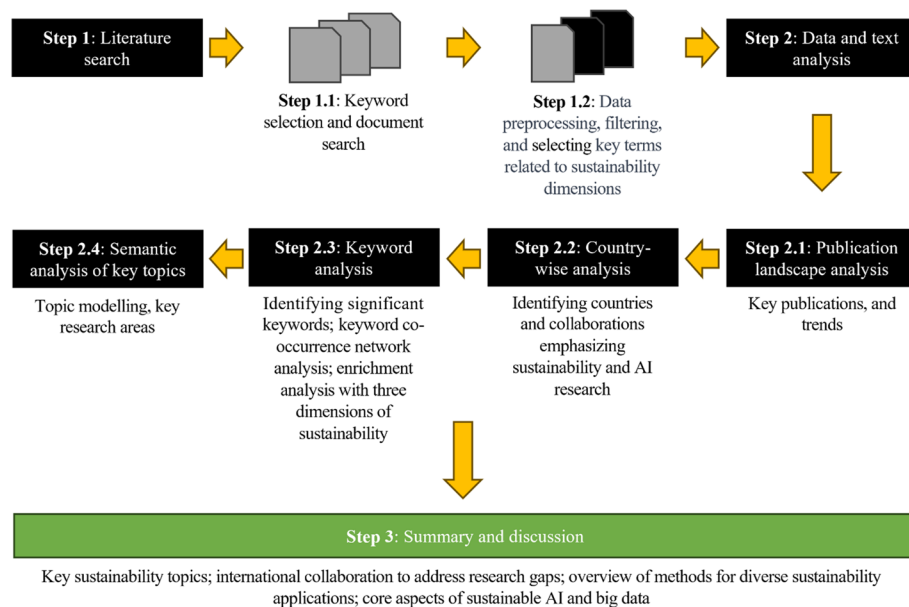 Step 1: Literature
search
Step 1.1: Keyword
selection and document
search
Step 1.2: Data
preprocessing, filtering,
and selecting key terms
related to sustainability
dimensions
Step 2: Data and text
analysis
Step 2.4: Semantic
analysis of key topics
Topic modelling, key
research areas
Step 2.3: Keyword
analysis
Identifying significant
keywords; keyword co-
occurrence network
analysis; enrichment
analysis with three
dimensions of
sustainability
Step 2.2: Country-
wise analysis
Identifying countries
and collaborations
emphasizing
sustainability and AI
research
Step 2.1: Publication
landscape analysis
Key publications, and
trends
Step 3: Summary and discussion
Key sustainability topics; international collaboration to address research gaps; overview of methods for diverse sustainability
applications; core aspects of sustainable AI and big data